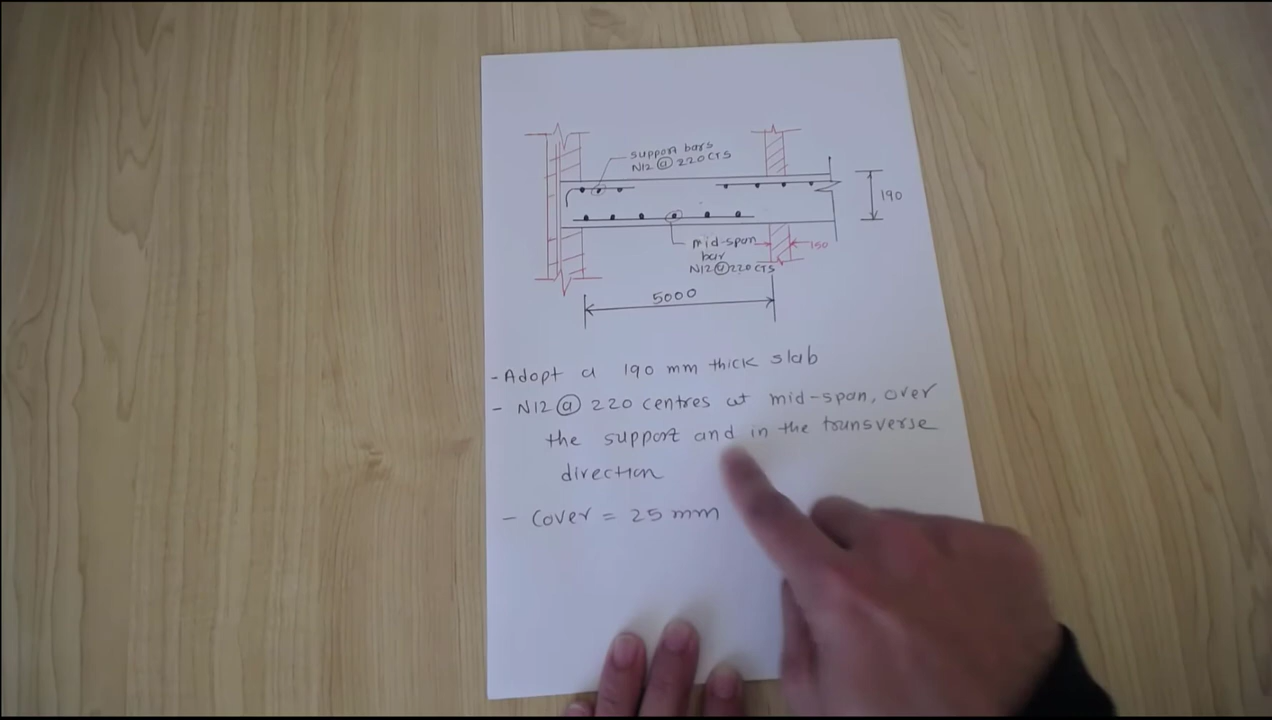 support bars
N12 @ 220 CTS
190
mid-span
150
bar
N12 @ 220 CTS
5000
- Adopt a 190 mm thick slab
- N12 @ 220 centres at mid-span, over
the support and in the transverse
direction
- Cover = 25 mm